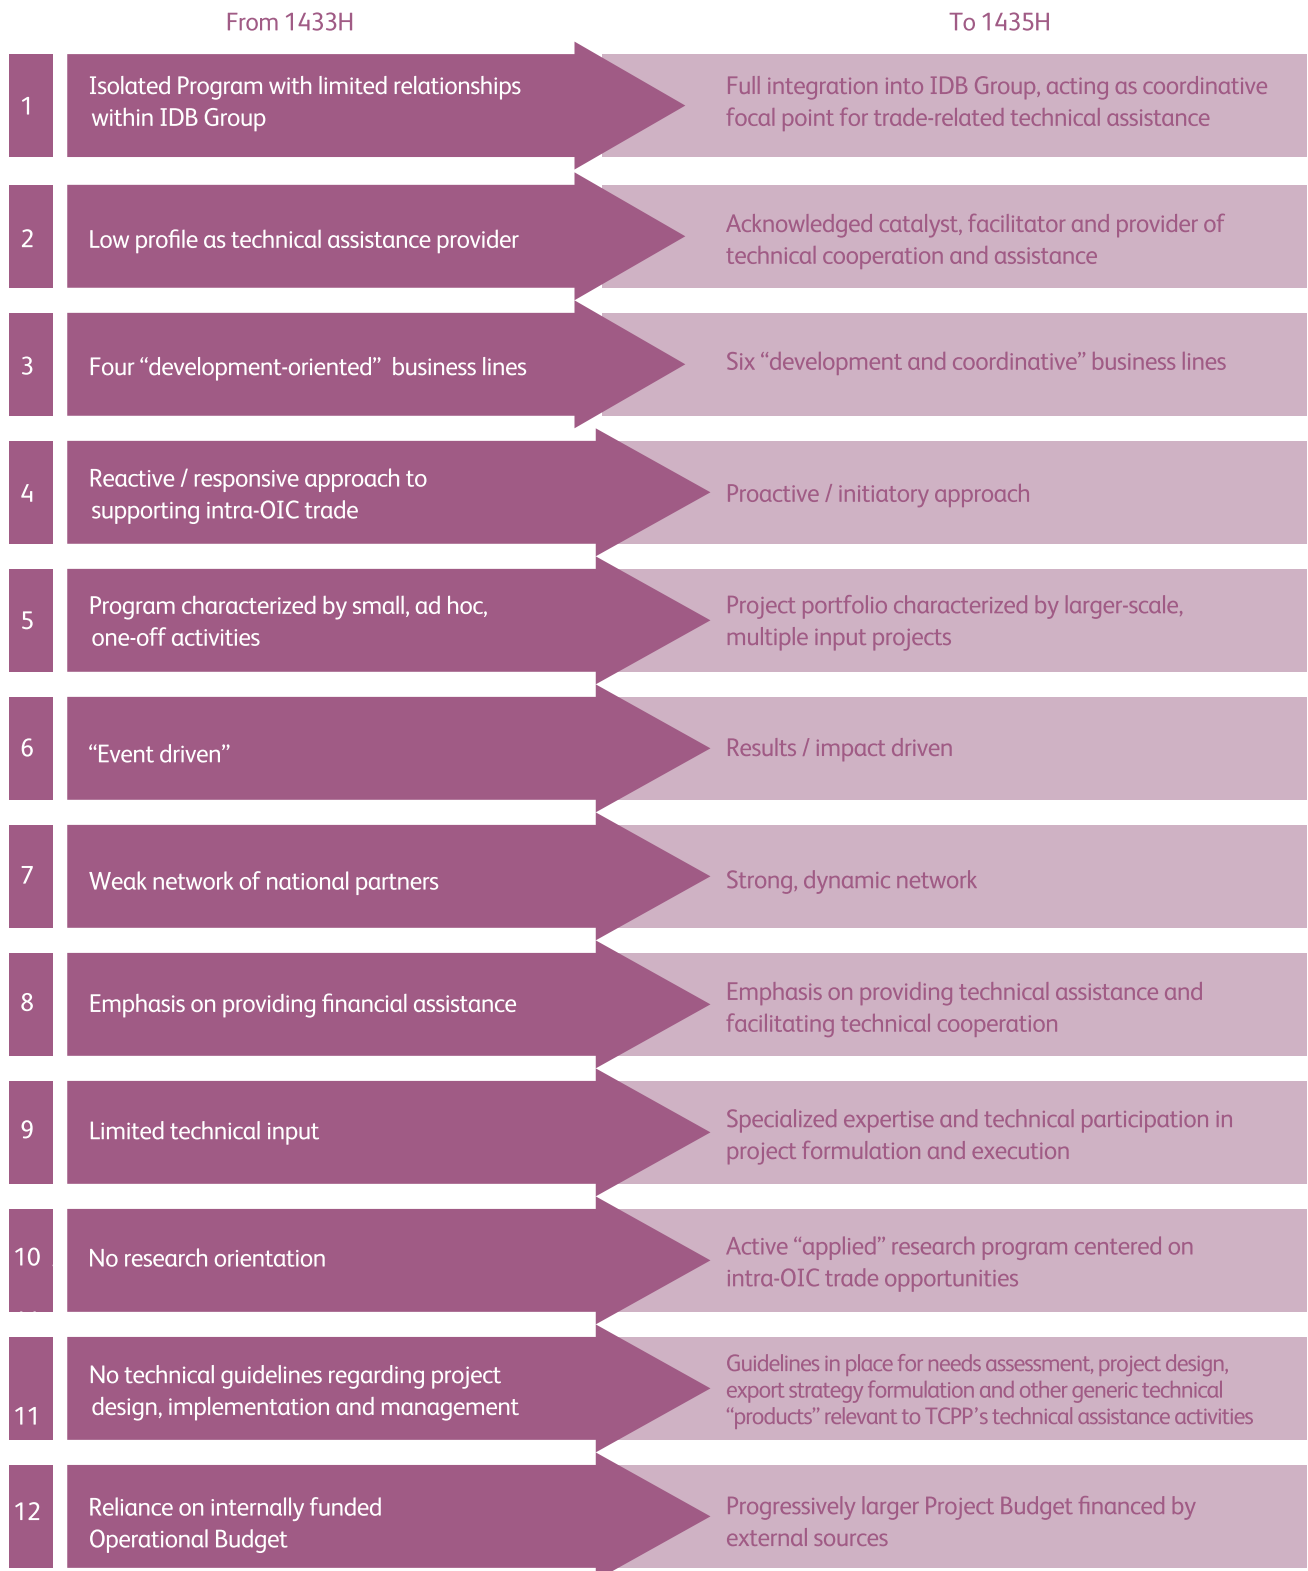 From 1433H
To 1435H
1
Isolated Program with limited relationships
within IDB Group
Full integration into IDB Group, acting as coordinative
focal point for trade-related technical assistance
2
Low profile as technical assistance provider
Acknowledged catalyst, facilitator and provider of
technical cooperation and assistance
3
Four “development-oriented” business lines
Six “development and coordinative” business lines
4
Reactive / responsive approach to
supporting intra-OIC trade
Proactive / initiatory approach
5
Program characterized by small, ad hoc,
one-off activities
Project portfolio characterized by larger-scale,
multiple input projects
6
“Event driven”
Results / impact driven
7
Weak network of national partners
Strong, dynamic network
8
Emphasis on providing financial assistance
Emphasis on providing technical assistance and
facilitating technical cooperation
9
Limited technical input
Specialized expertise and technical participation in
project formulation and execution
10
No research orientation
Active “applied” research program centered on
intra-OIC trade opportunities
11
No technical guidelines regarding project
design, implementation and management
Guidelines in place for needs assessment, project design,
export strategy formulation and other generic technical
“products” relevant to TCPP’s technical assistance activities
12
Reliance on internally funded
Operational Budget
Progressively larger Project Budget financed by
external sources